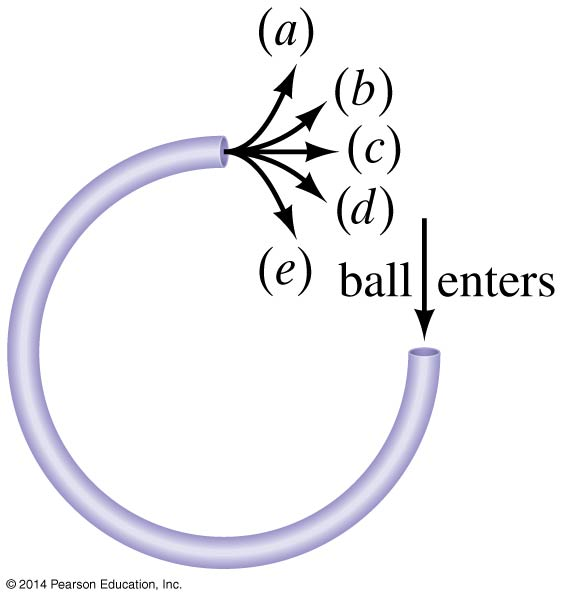 (a)
(b)
(c)
(d)
(e)
ball enters
© 2014 Pearson Education, Inc.